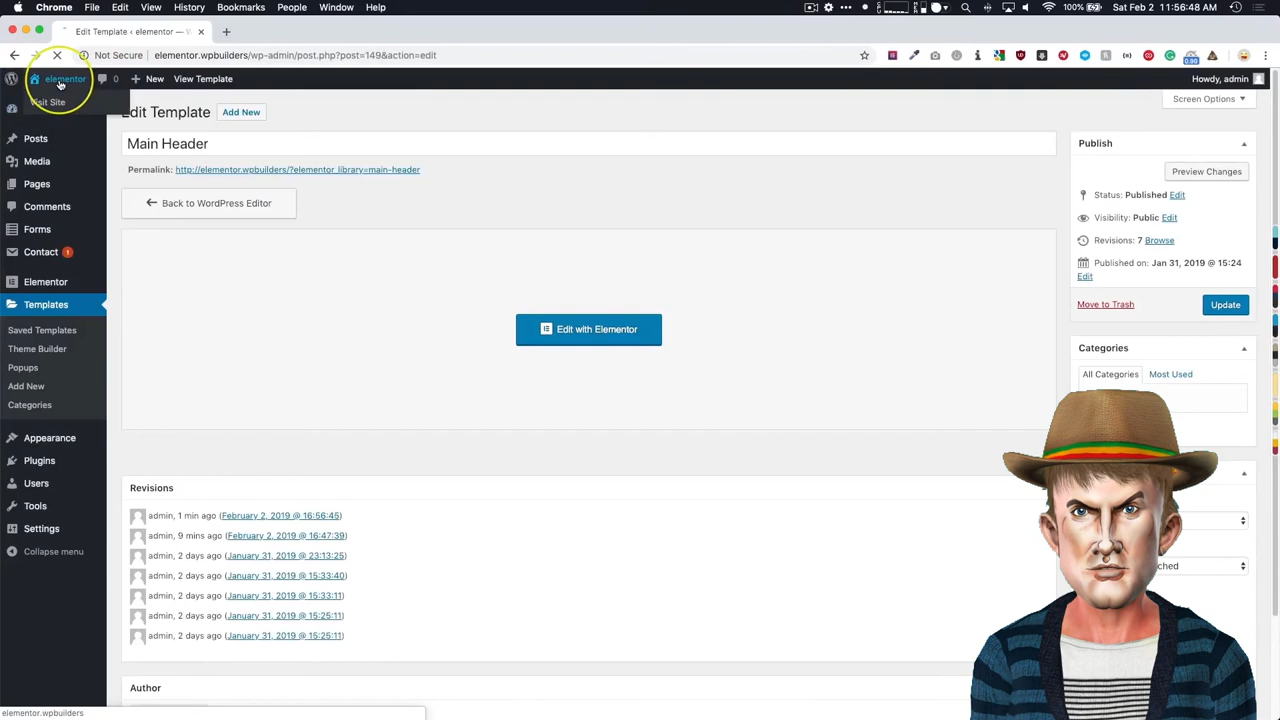 Chrome File Edit View History Bookmarks People Window Help 100% Sat Feb 2 11:56:48 AM
Edit Template ‹ elementor — W
Not Secure elementor.wpbuilders/wp-admin/post.php?post=149&action=edit
0.90
elementor 0 New View Template Howdy, admin
Visit Site
Screen Options
Edit Template Add New
Main Header
Permalink: http://elementor.wpbuilders/?elementor_library=main-header
Back to WordPress Editor
Edit with Elementor
Posts
Media
Pages
Comments
Forms
Contact 1
Elementor
Templates
Saved Templates
Theme Builder
Popups
Add New
Categories
Appearance
Plugins
Users
Tools
Settings
Collapse menu
Publish
Preview Changes
Status: Published Edit
Visibility: Public Edit
Revisions: 7 Browse
Published on: Jan 31, 2019 @ 15:24
Edit
Move to Trash Update
Categories
All Categories Most Used
ched
Revisions
admin, 1 min ago (February 2, 2019 @ 16:56:45)
admin, 9 mins ago (February 2, 2019 @ 16:47:39)
admin, 2 days ago (January 31, 2019 @ 23:13:25)
admin, 2 days ago (January 31, 2019 @ 15:33:40)
admin, 2 days ago (January 31, 2019 @ 15:33:11)
admin, 2 days ago (January 31, 2019 @ 15:25:11)
admin, 2 days ago (January 31, 2019 @ 15:25:11)
Author
elementor.wpbuilders